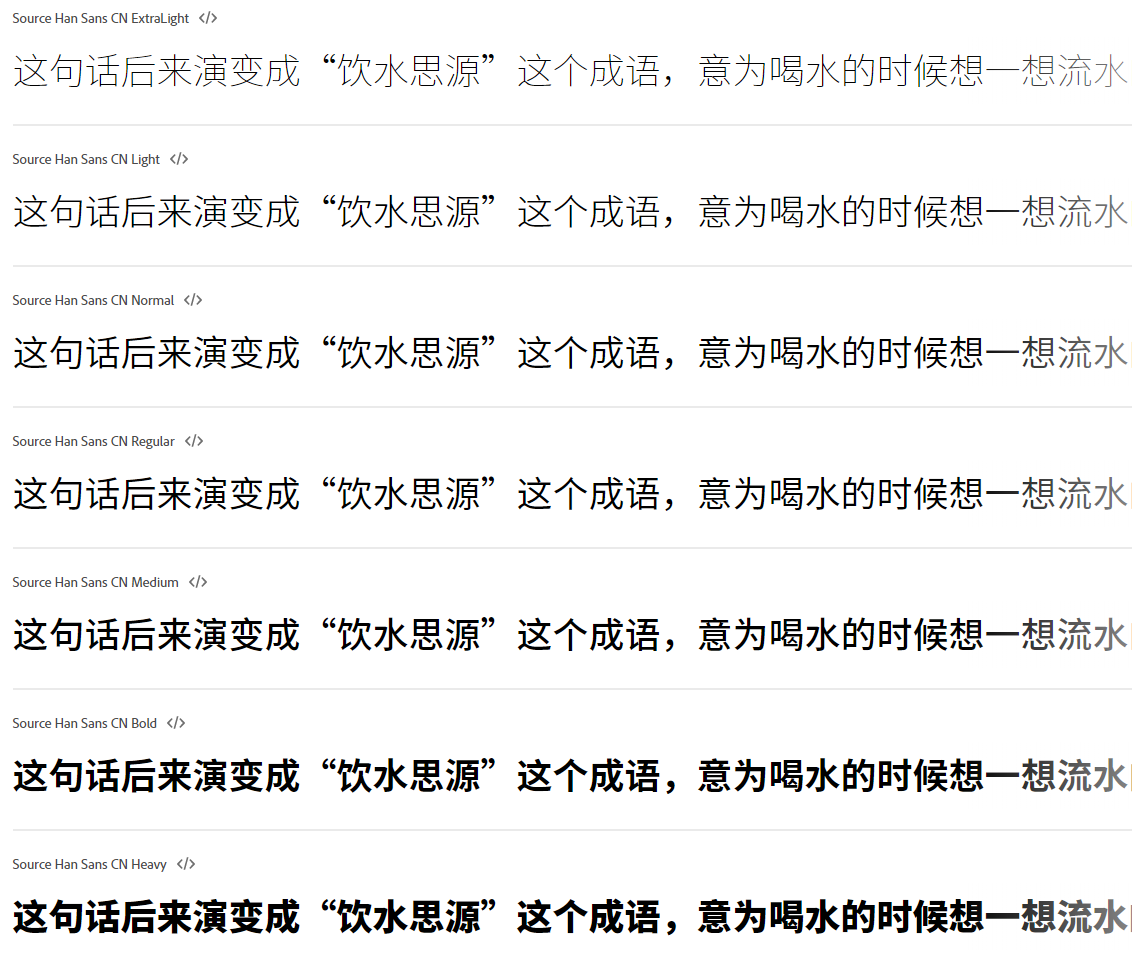 Source Han Sans CN ExtraLight </>
这句话后来演变成“饮水思源”这个成语，意为喝水的时候想一想流水
Source Han Sans CN Light </>
这句话后来演变成“饮水思源”这个成语，意为喝水的时候想一想流水
Source Han Sans CN Normal </>
这句话后来演变成“饮水思源”这个成语，意为喝水的时候想一想流水
Source Han Sans CN Regular </>
这句话后来演变成“饮水思源”这个成语，意为喝水的时候想一想流水
Source Han Sans CN Medium </>
这句话后来演变成“饮水思源”这个成语，意为喝水的时候想一想流水
Source Han Sans CN Bold </>
这句话后来演变成“饮水思源”这个成语，意为喝水的时候想一想流水
Source Han Sans CN Heavy </>
这句话后来演变成“饮水思源”这个成语，意为喝水的时候想一想流水